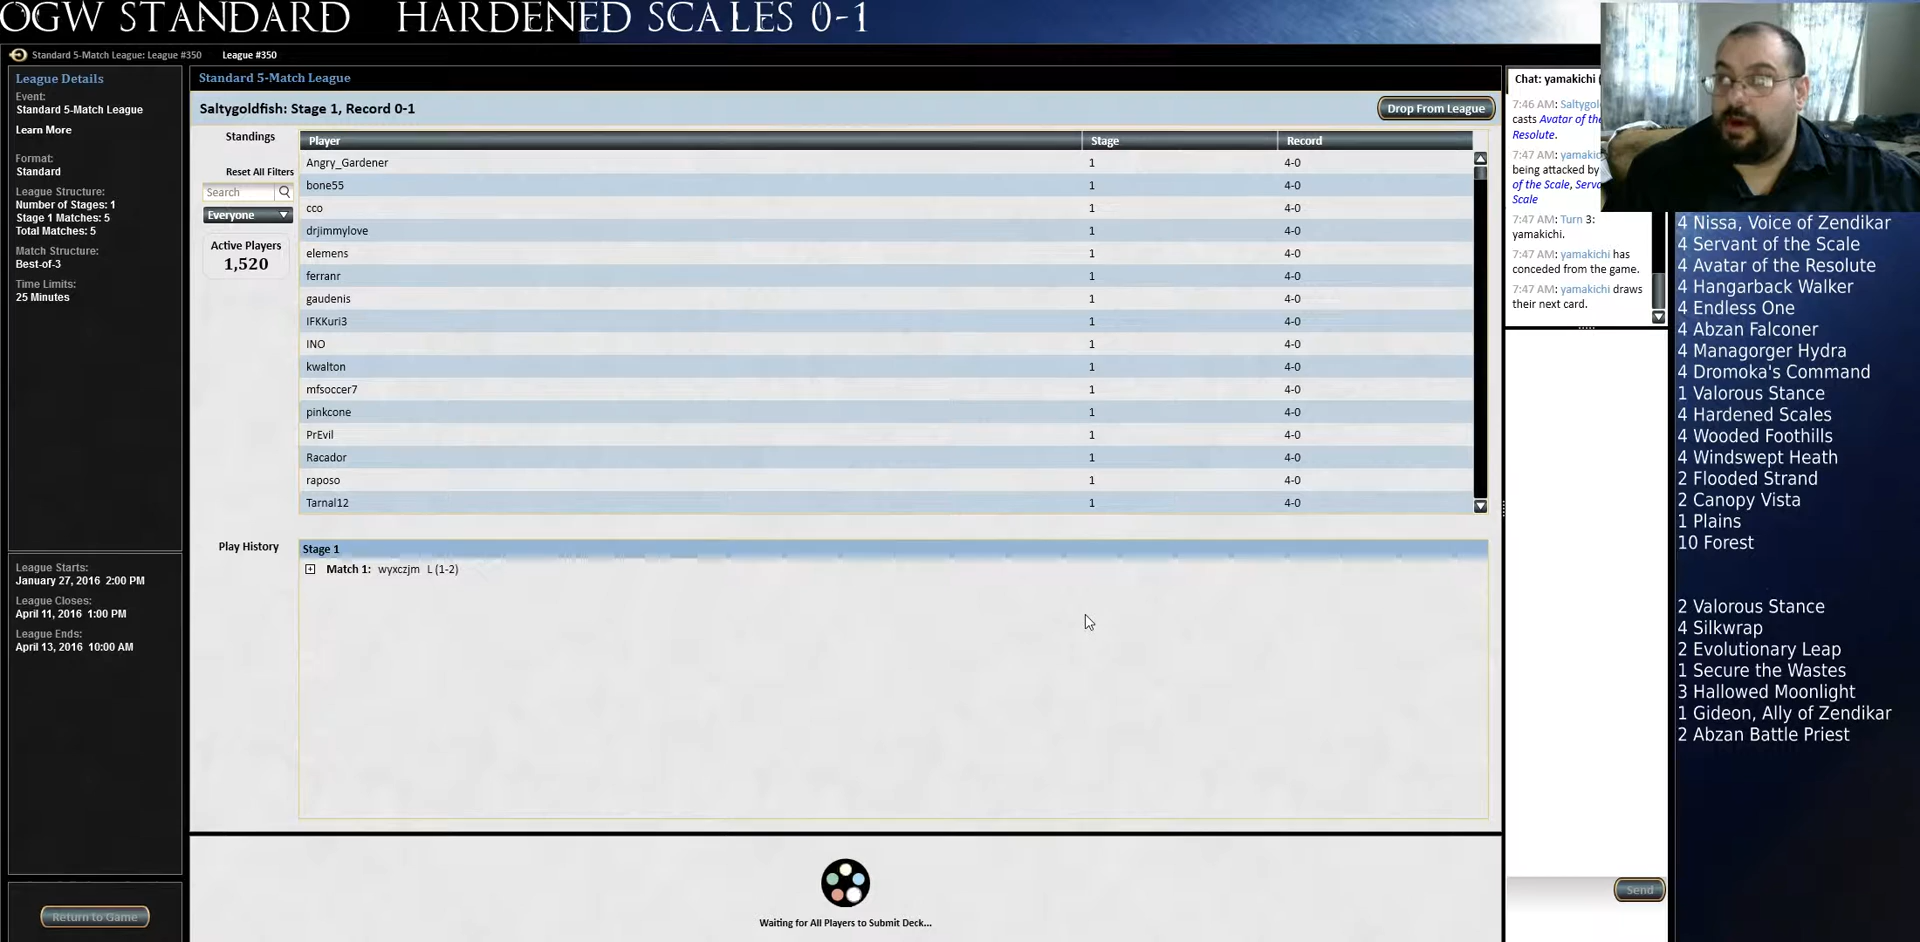 OGW STANDARD HARDENED SCALES 0-1
Standard 5-Match League: League #350 League #350
League Details
Event:
Standard 5-Match League
Learn More
Format:
Standard
League Structure:
Number of Stages: 1
Stage 1 Matches: 5
Total Matches: 5
Match Structure:
Best-of-3
Time Limits:
25 Minutes
League Starts:
January 27, 2016 2:00 PM
League Closes:
April 11, 2016 1:00 PM
League Ends:
April 13, 2016 10:00 AM
Return to Game
Standard 5-Match League
Saltygoldfish: Stage 1, Record 0-1
Drop From League
Standings
Reset All Filters
Search
Everyone
Active Players
1,520
Player Stage Record
Angry_Gardener 1 4-0
bone55 1 4-0
cco 1 4-0
drjimmylove 1 4-0
elemens 1 4-0
ferranr 1 4-0
gaudenis 1 4-0
IFKKuri3 1 4-0
INO 1 4-0
kwalton 1 4-0
mfsoccer7 1 4-0
pinkcone 1 4-0
PrEvil 1 4-0
Racador 1 4-0
raposo 1 4-0
Tarnal12 1 4-0
Play History
Stage 1
Match 1: wyxczjm L (1-2)
Waiting for All Players to Submit Deck...
Chat: yamakichi (
7:46 AM: Saltygol
casts Avatar of the
Resolute.
7:47 AM: yamakic
being attacked by
of the Scale, Serva
Scale
7:47 AM: Turn 3:
yamakichi.
7:47 AM: yamakichi has
conceded from the game.
7:47 AM: yamakichi draws
their next card.
Send
4 Nissa, Voice of Zendikar
4 Servant of the Scale
4 Avatar of the Resolute
4 Hangarback Walker
4 Endless One
4 Abzan Falconer
4 Managorger Hydra
4 Dromoka's Command
1 Valorous Stance
4 Hardened Scales
4 Wooded Foothills
4 Windswept Heath
2 Flooded Strand
2 Canopy Vista
1 Plains
10 Forest
2 Valorous Stance
4 Silkwrap
2 Evolutionary Leap
1 Secure the Wastes
3 Hallowed Moonlight
1 Gideon, Ally of Zendikar
2 Abzan Battle Priest